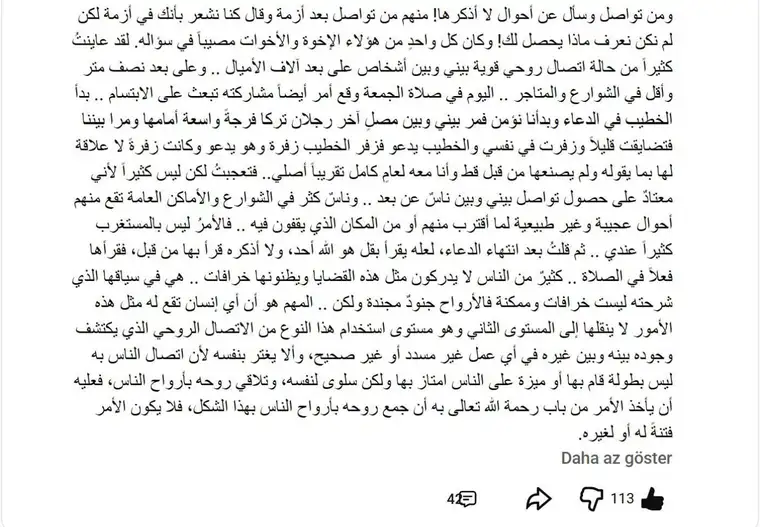 ومن تواصل وسأل عن أحوال لا أذكرها! منهم من تواصل بعد أزمة وقال كنا نشعر بأنك في أزمة لكن
لم نكن نعرف ماذا يحصل لك! وكان كل واحدٍ من هؤلاء الإخوة والأخوات مصيباً في سؤاله. لقد عاينتُ
كثيراً من حالة اتصال روحي قوية بيني وبين أشخاص على بعد آلاف الأميال .. وعلى بعد نصف متر
وأقل في الشوارع والمتاجر .. اليوم في صلاة الجمعة وقع أمر أيضاً مشاركته تبعث على الابتسام .. بدأ
الخطيب في الدعاء وبدأنا نؤمن فمر بيني وبين مصلٍ آخر رجلان تركا فرجةً واسعة أمامها ومرا بيننا
فتضايقت قليلاً وزفرت في نفسي والخطيب يدعو فزفر الخطيب زفرة وهو يدعو وكانت زفرةً لا علاقة
لها بما يقوله ولم يصنعها من قبل قط وأنا معه لعامٍ كامل تقريباً أصلي.. فتعجبتُ لكن ليس كثيراً لأني
معتادٌ على حصول تواصل بيني وبين ناسٌ عن بعد .. وناسٌ كثر في الشوارع والأماكن العامة تقع منهم
أحوال عجيبة وغير طبيعية لما أقترب منهم أو من المكان الذي يقفون فيه .. فالأمرُ ليس بالمستغرب
كثيراً عندي .. ثم قلتُ بعد انتهاء الدعاء، لعله يقرأ بقل هو الله أحد، ولا أذكره قرأ بها من قبل، فقرأها
فعلاً في الصلاة .. كثيرٌ من الناس لا يدركون مثل هذه القضايا ويظنونها خرافات .. هي في سياقها الذي
شرحته ليست خرافات وممكنة فالأرواح جنودٌ مجندة ولكن .. المهم هو أن أي إنسان تقع له مثل هذه
الأمور لا ينقلها إلى المستوى الثاني وهو مستوى استخدام هذا النوع من الاتصال الروحي الذي يكتشف
وجوده بينه وبين غيره في أي عمل غير مسدد أو غير صحيح، وألا يغتر بنفسه لأن اتصال الناس به
ليس بطولة قام بها أو ميزة على الناس امتاز بها ولكن سلوى لنفسه، وتلاقي روحه بأرواح الناس، فعليه
أن يأخذ الأمر من باب رحمة الله تعالى به أن جمع روحه بأرواح الناس بهذا الشكل، فلا يكون الأمر
فتنةً له أو لغيره.
Daha az göster
113 42